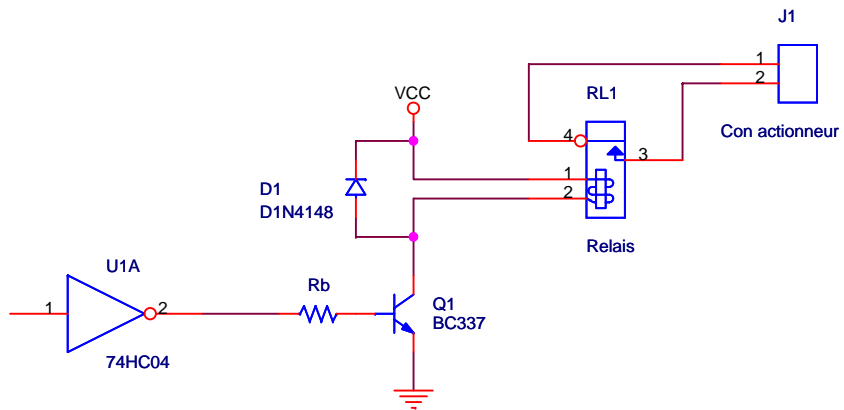 J1
1
2
Con actionneur
RL1
4
3
1
2
Relais
VCC
D1
D1N4148
U1A
1
2
74HC04
Rb
Q1
BC337